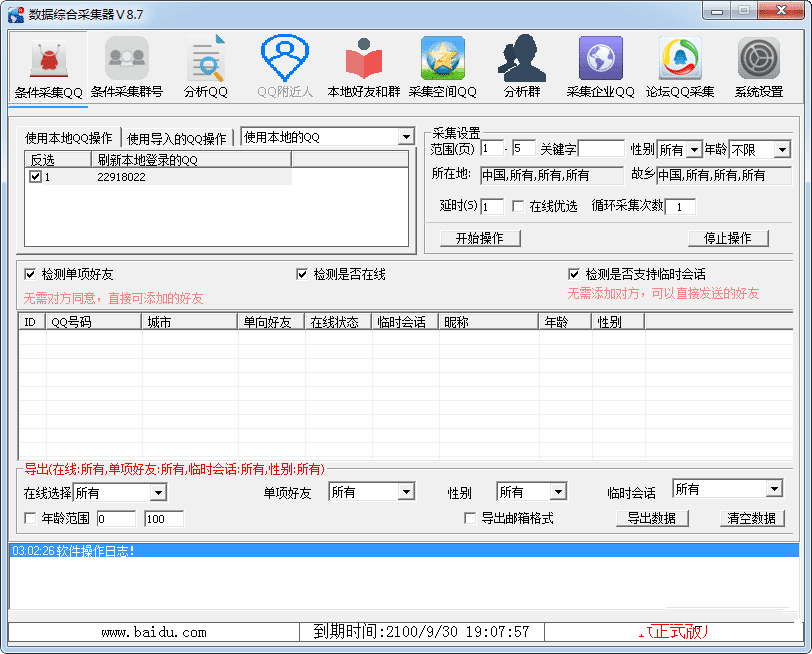 数据综合采集器V8.7
条件采集QQ 条件采集群号 分析QQ QQ附近人 本地好友和群 采集空间QQ 分析群 采集企业QQ 论坛QQ采集 系统设置
使用本地QQ操作 使用导入的QQ操作 使用本地的QQ
反选 刷新本地登录的QQ
1 22918022
采集设置
范围(页) 1 - 5 关键字 性别 所有 年龄 不限
所在地: 中国,所有,所有,所有 故乡 中国,所有,所有,所有
延时(S) 1 在线优选 循环采集次数 1
开始操作 停止操作
检测单项好友 检测是否在线 检测是否支持临时会话
无需对方同意，直接可添加的好友 无需添加对方，可以直接发送的好友
ID QQ号码 城市 单向好友 在线状态 临时会话 昵称 年龄 性别
导出(在线:所有,单项好友:所有,临时会话:所有,性别:所有)
在线选择 所有 单项好友 所有 性别 所有 临时会话 所有
年龄范围 0 100 导出邮箱格式 导出数据 清空数据
03:02:26 软件操作日志!
www.baidu.com 到期时间:2100/9/30 19:07:57 正式版